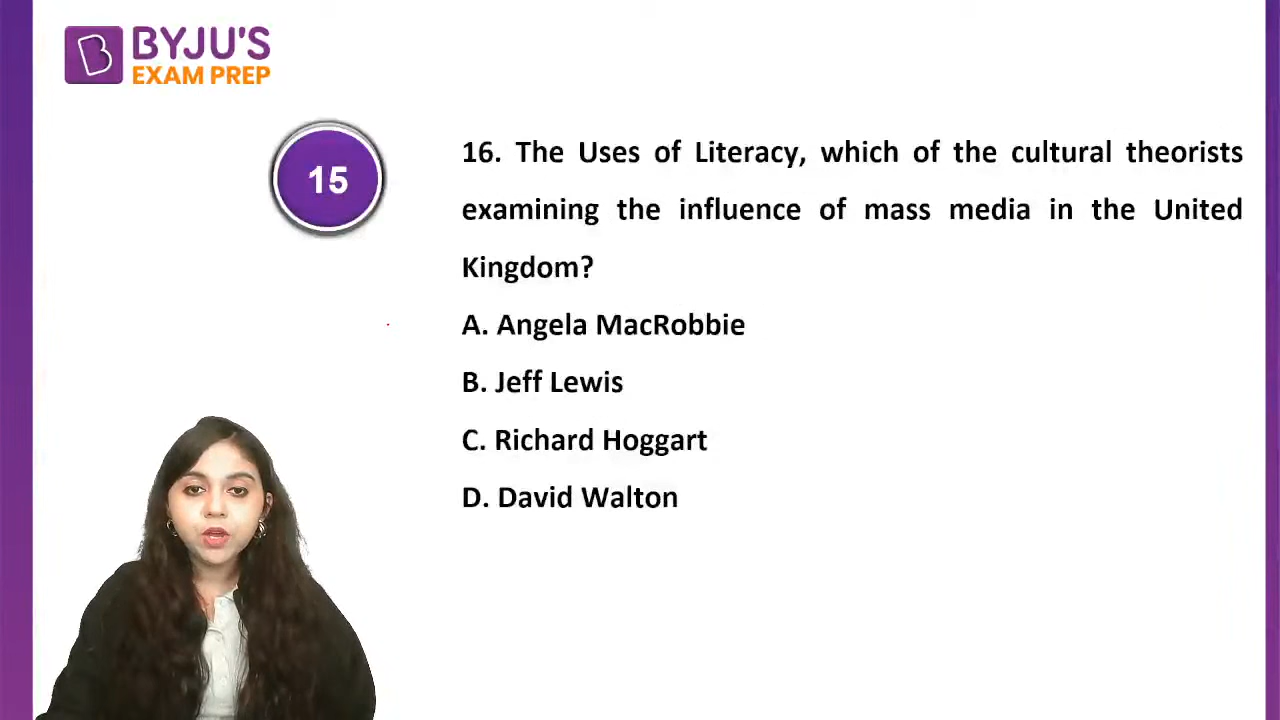 BYJU'S
EXAM PREP
15
16. The Uses of Literacy, which of the cultural theorists
examining the influence of mass media in the United
Kingdom?
A. Angela MacRobbie
B. Jeff Lewis
C. Richard Hoggart
D. David Walton